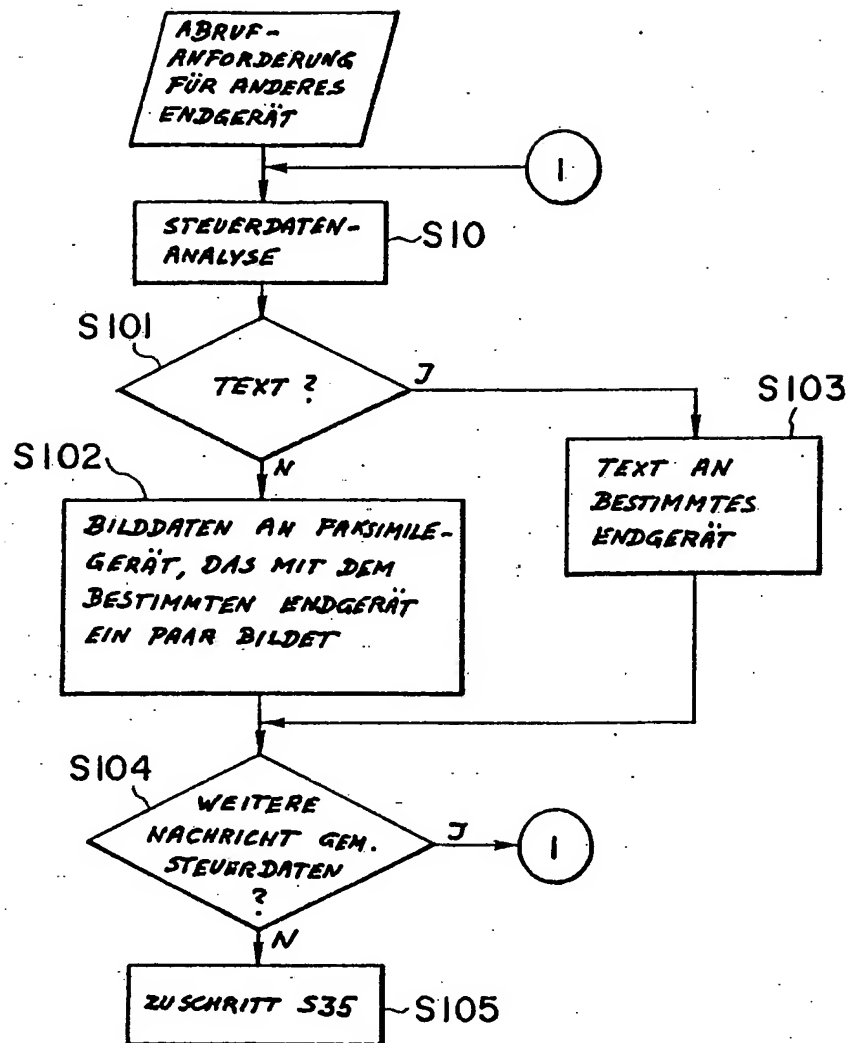 ABRUF-
ANFORDERUNG
FÜR ANDERES
ENDGERÄT
1
STEUERDATEN-
ANALYSE
S10
S101
TEXT ?
J
N
S103
TEXT AN
BESTIMMTES
ENDGERÄT
S102
BILDDATEN AN FAKSIMILE-
GERÄT, DAS MIT DEM
BESTIMMTEN ENDGERÄT
EIN PAAR BILDET
S104
WEITERE
NACHRICHT GEM.
STEUERDATEN
?
J
1
N
ZU SCHRITT S35
S105